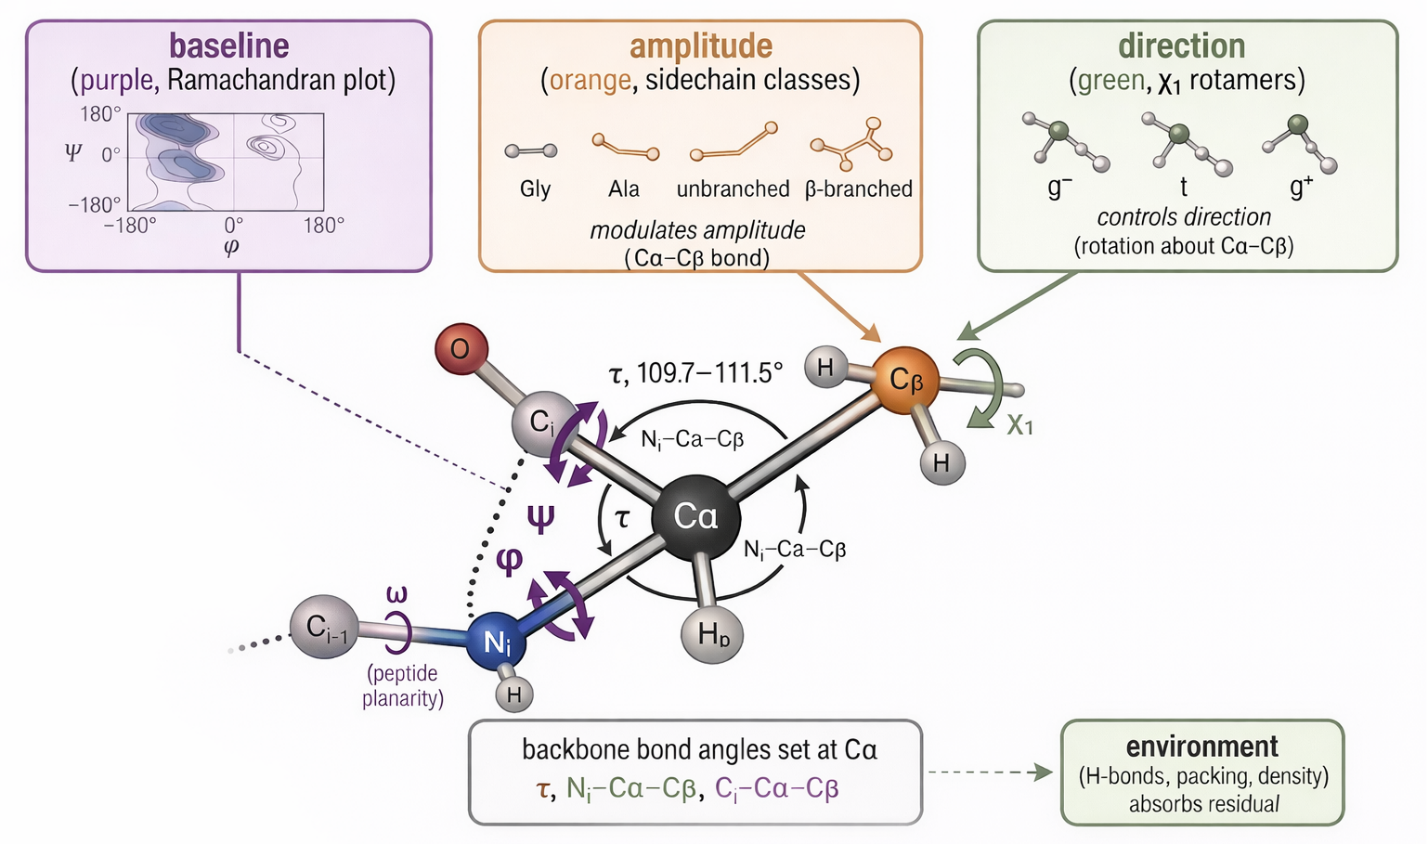 baseline
(purple, Ramachandran plot)
180°
Ψ
0°
−180°
−180°
0°
180°
φ
amplitude
(orange, sidechain classes)
Gly
Ala
unbranched
β-branched
modulates amplitude
(Cα−Cβ bond)
direction
(green, χ1 rotamers)
g−
t
g+
controls direction
(rotation about Cα−Cβ)
O
Ci
τ, 109.7−111.5°
Ni−Ca−Cβ
H
Cβ
χ1
H
ψ
τ
Cα
Ni−Ca−Cβ
φ
ω
Ci-1
Ni
Hb
(peptide
planarity)
H
backbone bond angles set at Cα
τ, Ni−Cα−Cβ, Ci−Cα−Cβ
environment
(H-bonds, packing, density)
absorbs residual